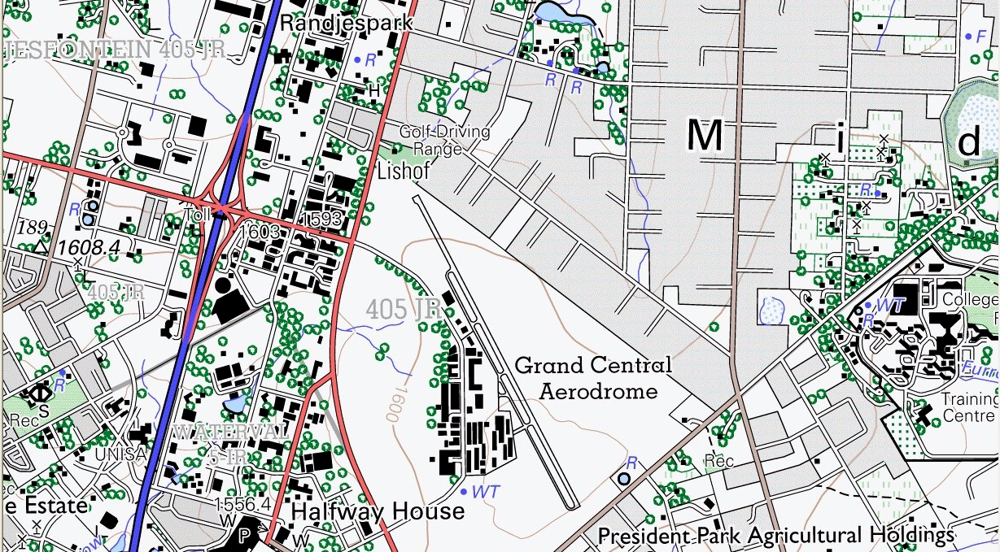 Randjespark
JESFONTEIN 405 JR
R
F
R
R
H
Golf Driving
Range
Lishof
M
i
d
R
R
Toll
1593
1603
189
1608.4
405 JR
405 JR
WT
R
College
Grand Central
Aerodrome
1600
R
S
Rec
Furro
Training
Centre
WATERVAL
5-IR
UNISA
R
Rec
WT
e Estate
1556.4
Halfway House
W
P
W
President Park Agricultural Holdings